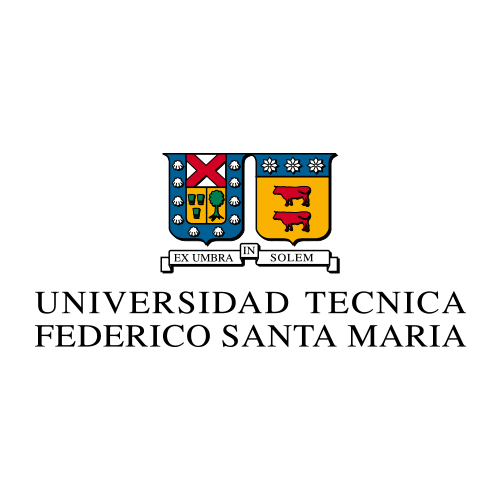 EX UMBRA IN SOLEM
UNIVERSIDAD TECNICA
FEDERICO SANTA MARIA